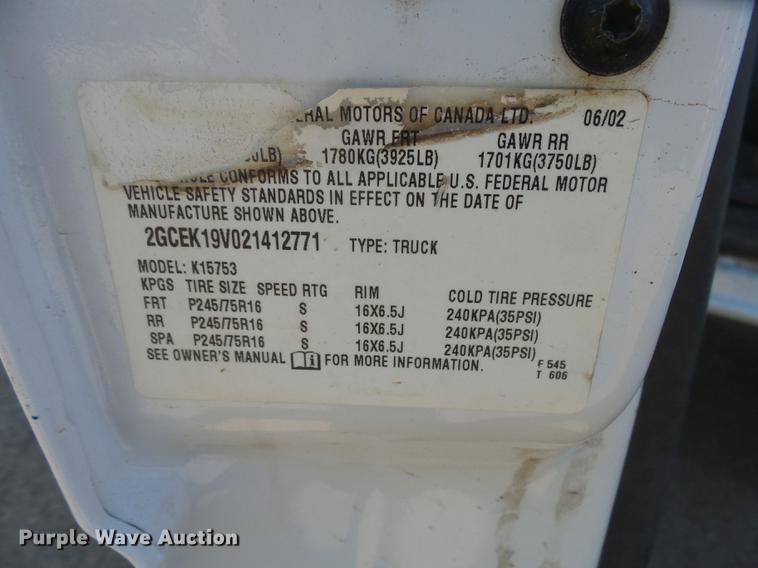 MOTORS OF CANADA LTD. 06/02
GAWR FRT GAWR RR
1780KG(3925LB) 1701KG(3750LB)
CONFORMS TO ALL APPLICABLE U.S. FEDERAL MOTOR
VEHICLE SAFETY STANDARDS IN EFFECT ON THE DATE OF
MANUFACTURE SHOWN ABOVE.
2GCEK19V021412771 TYPE: TRUCK
MODEL: K15753
KPGS TIRE SIZE SPEED RTG RIM COLD TIRE PRESSURE
FRT P245/75R16 S 16X6.5J 240KPA(35PSI)
RR P245/75R16 S 16X6.5J 240KPA(35PSI)
SPA P245/75R16 S 16X6.5J 240KPA(35PSI)
SEE OWNER'S MANUAL FOR MORE INFORMATION.
F 545
T 606
Purple Wave Auction